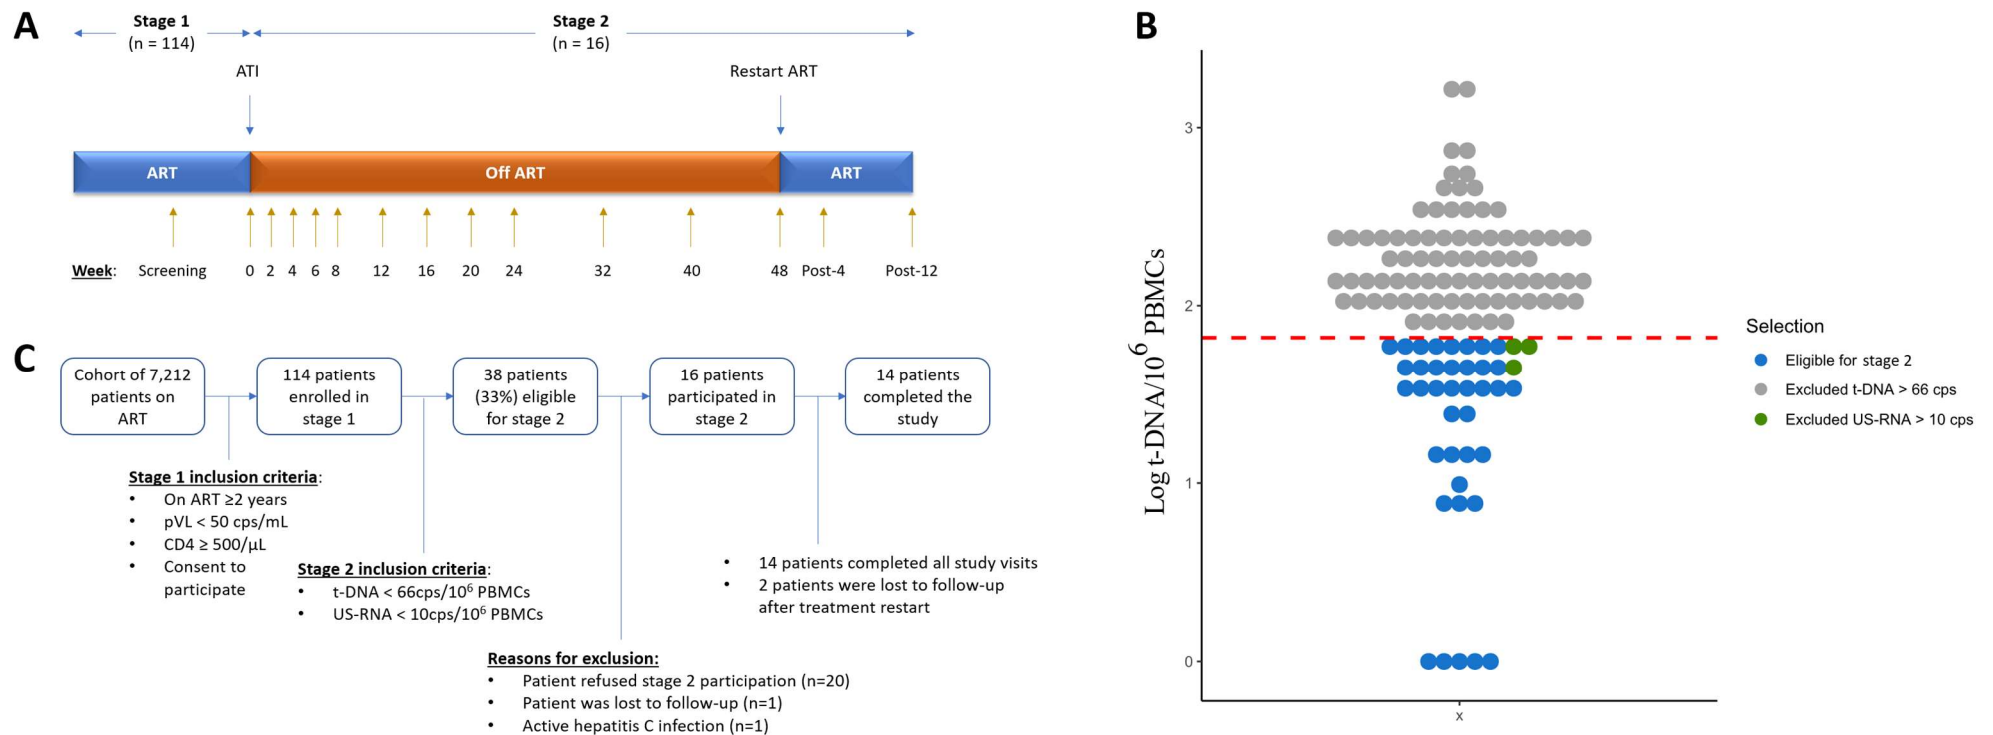 A
Stage 1
(n = 114)
Stage 2
(n = 16)
ATI
Restart ART
ART
Off ART
ART
Week: Screening 0 2 4 6 8 12 16 20 24 32 40 48 Post-4 Post-12
B
Log t-DNA/10⁶ PBMCs
3
2
1
0
x
Selection
Eligible for stage 2
Excluded t-DNA > 66 cps
Excluded US-RNA > 10 cps
C
Cohort of 7,212
patients on
ART
114 patients
enrolled in
stage 1
38 patients
(33%) eligible
for stage 2
16 patients
participated in
stage 2
14 patients
completed the
study
Stage 1 inclusion criteria:
• On ART ≥2 years
• pVL < 50 cps/mL
• CD4 ≥ 500/µL
• Consent to
participate
Stage 2 inclusion criteria:
• t-DNA < 66cps/10⁶ PBMCs
• US-RNA < 10cps/10⁶ PBMCs
Reasons for exclusion:
• Patient refused stage 2 participation (n=20)
• Patient was lost to follow-up (n=1)
• Active hepatitis C infection (n=1)
• 14 patients completed all study visits
• 2 patients were lost to follow-up
after treatment restart